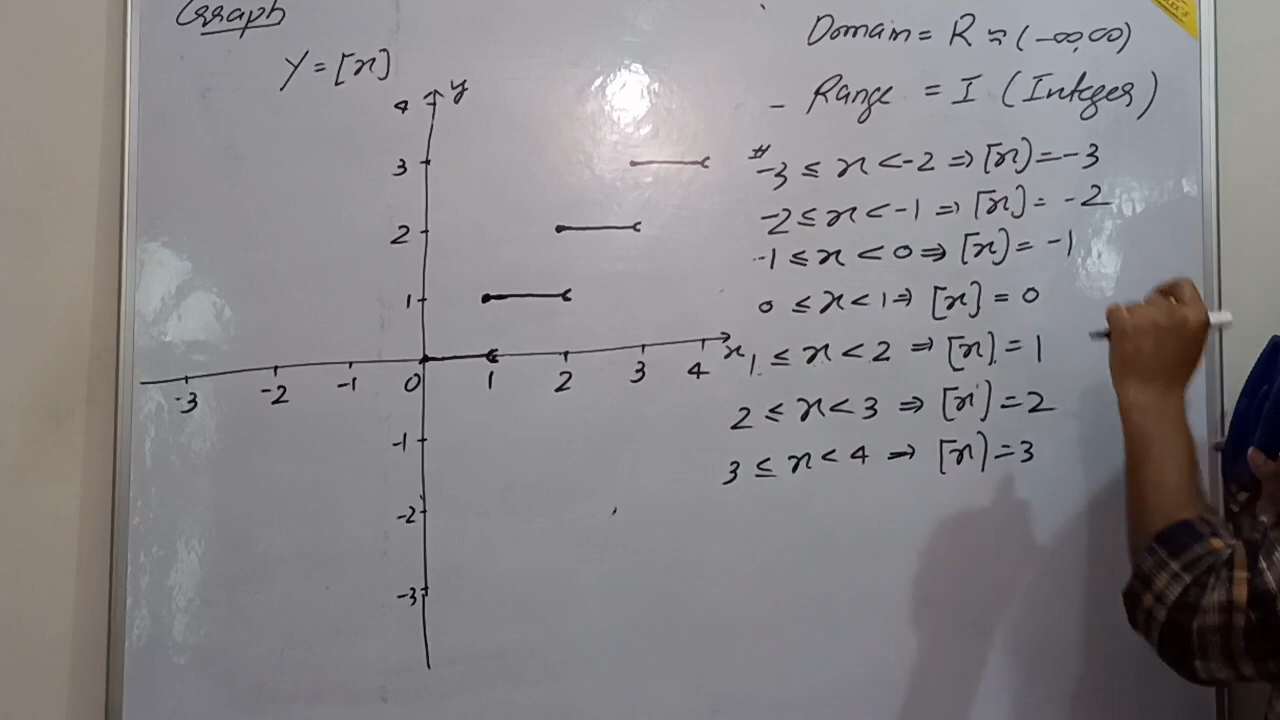 Graph
Y = [x]
y
4
3
2
1
-3 -2 -1 0 1 2 3 4 x
-1
-2
-3
Domain = R ≈ (-∞,∞)
- Range = I (Integer)
# -3 ≤ x < -2 ⇒ [x] = -3
-2 ≤ x < -1 ⇒ [x] = -2
-1 ≤ x < 0 ⇒ [x] = -1
0 ≤ x < 1 ⇒ [x] = 0
1 ≤ x < 2 ⇒ [x] = 1
2 ≤ x < 3 ⇒ [x] = 2
3 ≤ x < 4 ⇒ [x] = 3